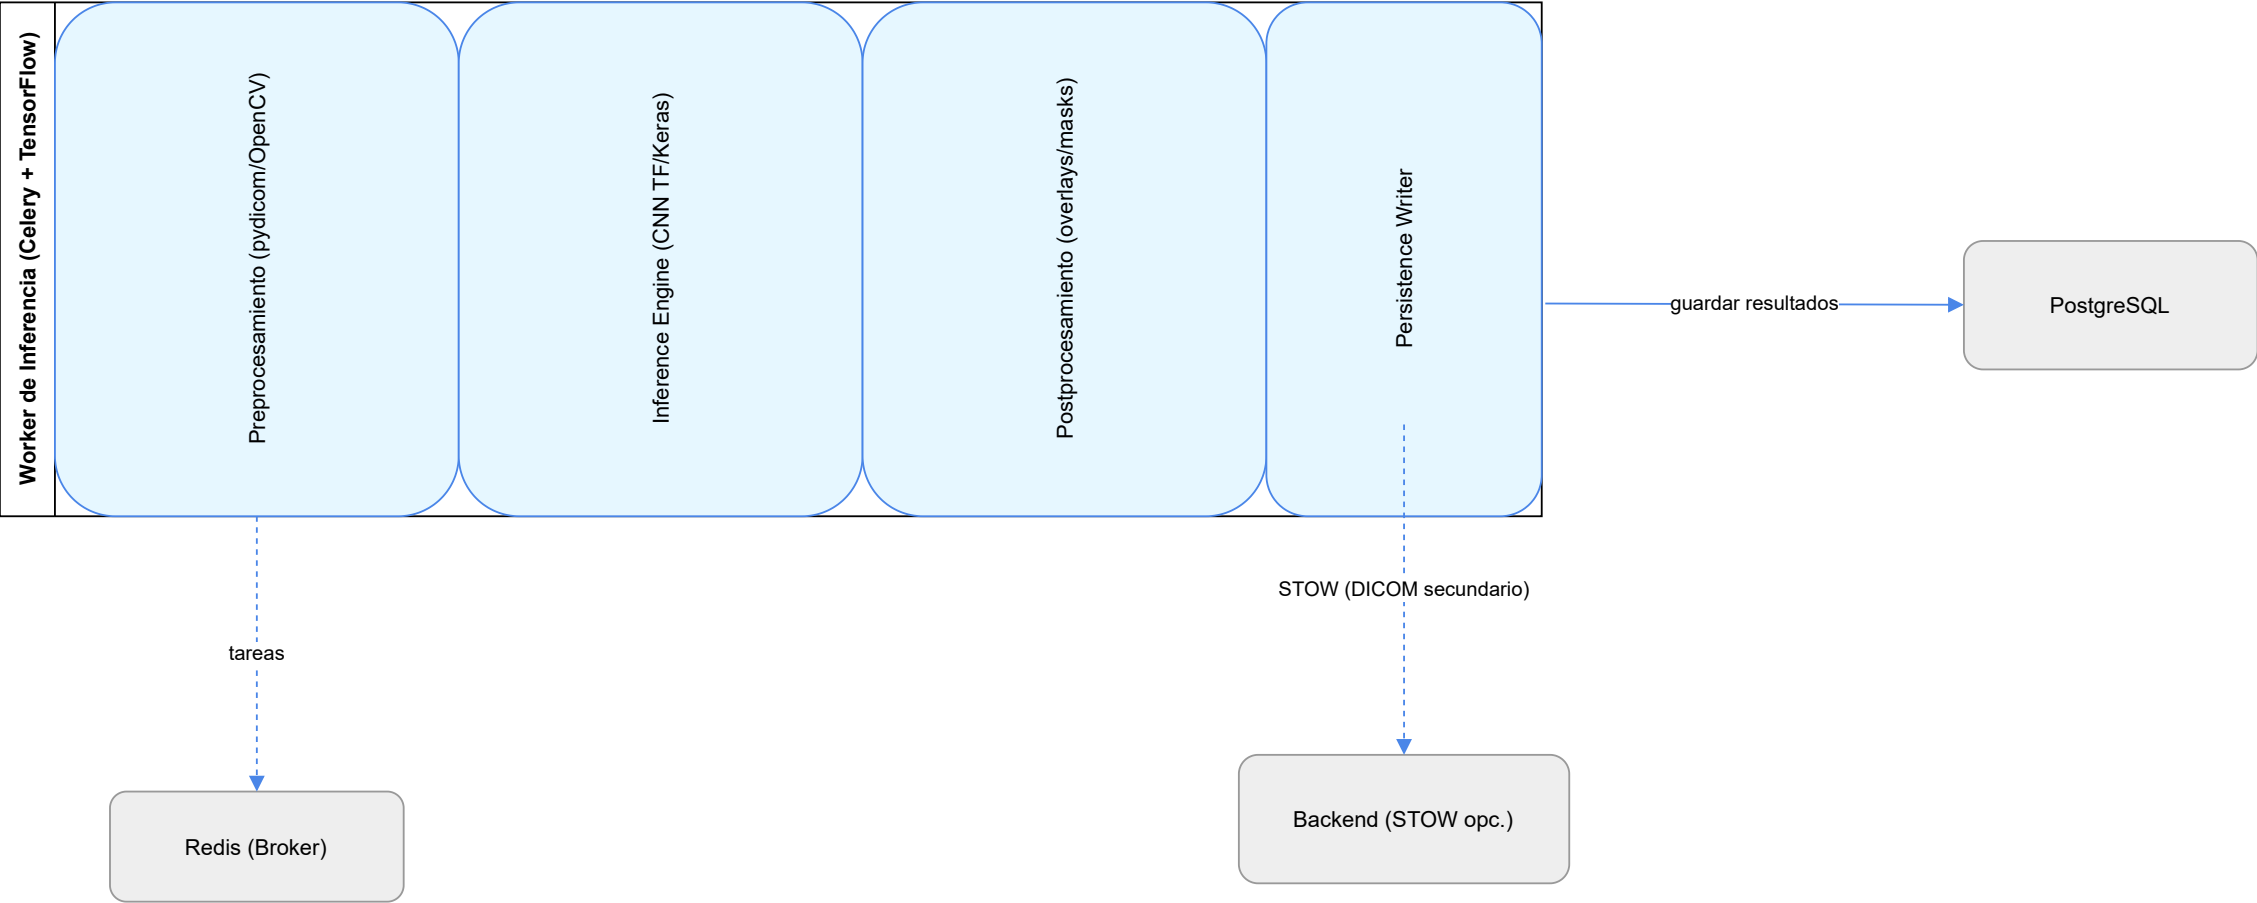 Worker de Inferencia (Celery + TensorFlow)
Preprocesamiento (pydicom/OpenCV)
Inference Engine (CNN TF/Keras)
Postprocesamiento (overlays/masks)
Persistence Writer
guardar resultados
PostgreSQL
STOW (DICOM secundario)
tareas
Backend (STOW opc.)
Redis (Broker)